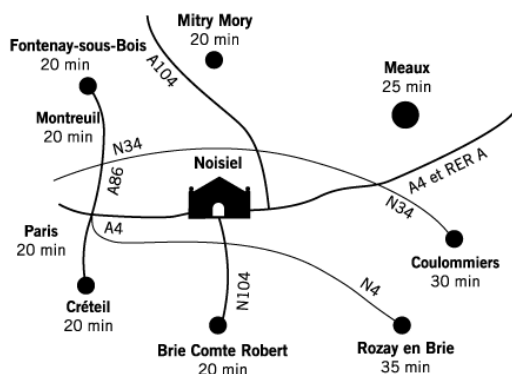 Mitry Mory
20 min
Fontenay-sous-Bois
20 min
A104
Meaux
25 min
Montreuil
20 min
N34
Noisiel
A86
A4 et RER A
N34
Paris
20 min
A4
Coulommiers
30 min
N104
N4
Créteil
20 min
Brie Comte Robert
20 min
Rozay en Brie
35 min